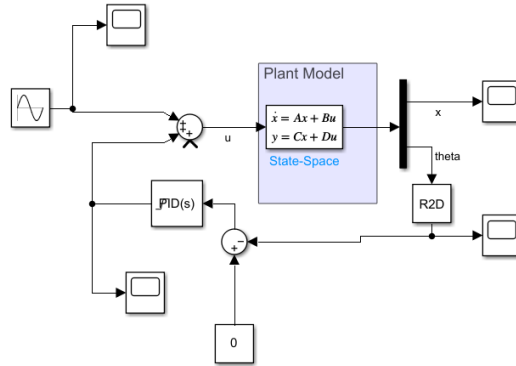 Plant Model
ẋ = Ax + Bu
y = Cx + Du
State-Space
u
x
theta
R2D
PID(s)
0